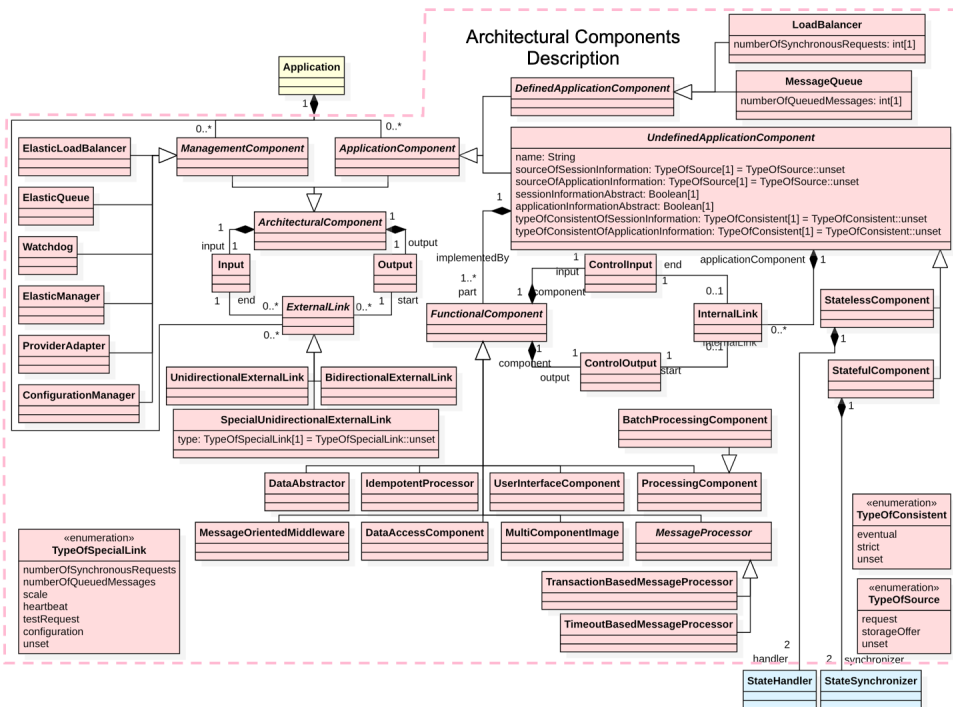 Architectural Components
Description
LoadBalancer
numberOfSynchronousRequests: int[1]
MessageQueue
numberOfQueuedMessages: int[1]
Application
1
DefinedApplicationComponent
0..*
0..*
ElasticLoadBalancer
ManagementComponent
ApplicationComponent
UndefinedApplicationComponent
name: String
sourceOfSessionInformation: TypeOfSource[1] = TypeOfSource::unset
sourceOfApplicationInformation: TypeOfSource[1] = TypeOfSource::unset
sessionInformationAbstract: Boolean[1]
applicationInformationAbstract: Boolean[1]
typeOfConsistentOfSessionInformation: TypeOfConsistent[1] = TypeOfConsistent::unset
typeOfConsistentOfApplicationInformation: TypeOfConsistent[1] = TypeOfConsistent::unset
ElasticQueue
Watchdog
ElasticManager
ProviderAdapter
ConfigurationManager
ArchitecturalComponent
1
1
input
1
1
output
Input
Output
1
end
0..*
0..*
1
start
ExternalLink
0..*
1
implementedBy
1..*
part
FunctionalComponent
1
component
1
input
ControlInput
end
1
0..1
applicationComponent
1
InternalLink
0..*
internalLink
0..1
1
component
output
1
ControlOutput
1
start
StatelessComponent
1
StatefulComponent
1
UnidirectionalExternalLink
BidirectionalExternalLink
SpecialUnidirectionalExternalLink
type: TypeOfSpecialLink[1] = TypeOfSpecialLink::unset
BatchProcessingComponent
DataAbstractor
IdempotentProcessor
UserInterfaceComponent
ProcessingComponent
MessageOrientedMiddleware
DataAccessComponent
MultiComponentImage
MessageProcessor
TransactionBasedMessageProcessor
TimeoutBasedMessageProcessor
«enumeration»
TypeOfSpecialLink
numberOfSynchronousRequests
numberOfQueuedMessages
scale
heartbeat
testRequest
configuration
unset
«enumeration»
TypeOfConsistent
eventual
strict
unset
«enumeration»
TypeOfSource
request
storageOffer
unset
2
handler
2
synchronizer
StateHandler
StateSynchronizer